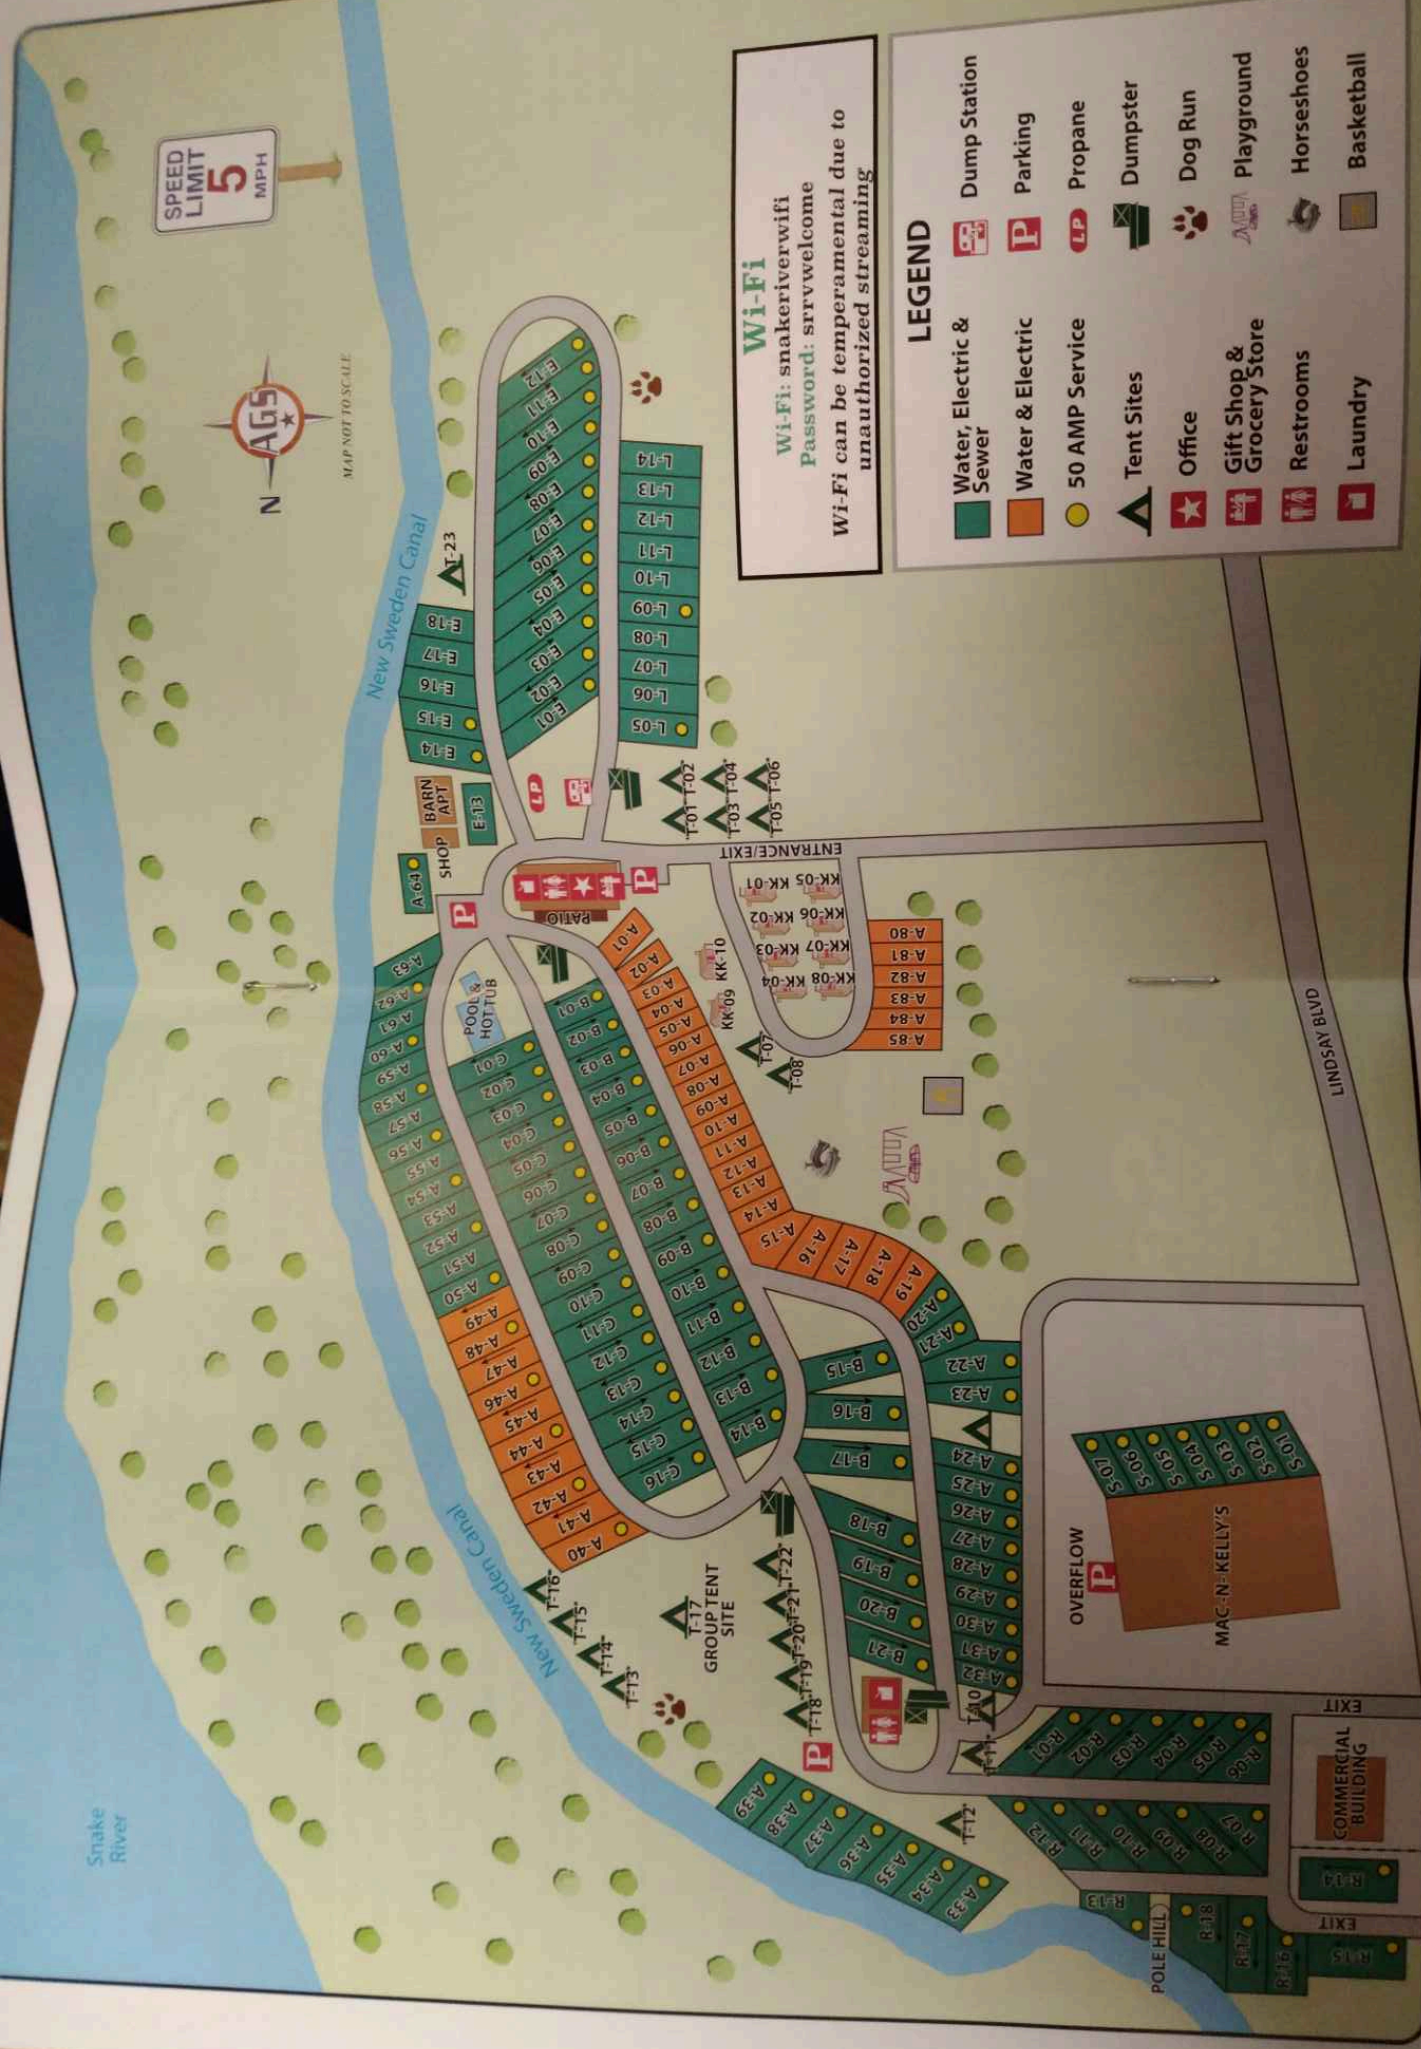 Snake
River
SPEED
LIMIT
5
MPH
N
AGS
MAP NOT TO SCALE
New Sweden Canal
New Sweden Canal
Wi-Fi
Wi-Fi: snakeriverwifi
Password: srrvwelcome
Wi-Fi can be temperamental due to
unauthorized streaming
LEGEND
Water, Electric &
Sewer
Water & Electric
50 AMP Service
Tent Sites
Office
Gift Shop &
Grocery Store
Restrooms
Laundry
Dump Station
P Parking
LP Propane
Dumpster
Dog Run
Playground
Horseshoes
Basketball
T-23
E-18
E-17
E-16
E-15
E-14
E-13
E-12
E-11
E-10
E-09
E-08
E-07
E-06
E-05
E-04
E-03
E-02
E-01
L-14
L-13
L-12
L-11
L-10
L-09
L-08
L-07
L-06
L-05
BARN
APT
SHOP
LP
T-01
T-02
T-03
T-04
T-05
T-06
ENTRANCE/EXIT
PATIO
P
P
A-64
A-63
A-62
A-61
A-60
A-59
A-58
A-57
A-56
A-55
A-54
A-53
A-52
A-51
A-50
A-49
A-48
A-47
A-46
A-45
A-44
A-43
A-42
A-41
A-40
POOL &
HOT TUB
C-01
C-02
C-03
C-04
C-05
C-06
C-07
C-08
C-09
C-10
C-11
C-12
C-13
C-14
C-15
C-16
B-01
B-02
B-03
B-04
B-05
B-06
B-07
B-08
B-09
B-10
B-11
B-12
B-13
B-14
B-15
B-16
B-17
B-18
B-19
B-20
B-21
A-01
A-02
A-03
A-04
A-05
A-06
A-07
A-08
A-09
A-10
A-11
A-12
A-13
A-14
A-15
A-16
A-17
A-18
A-19
A-20
A-21
A-22
A-23
A-24
A-25
A-26
A-27
A-28
A-29
A-30
A-31
A-32
KK-01
KK-02
KK-03
KK-04
KK-05
KK-06
KK-07
KK-08
KK-09
KK-10
A-80
A-81
A-82
A-83
A-84
A-85
T-07
T-08
LINDSAY BLVD
T-16
T-15
T-14
T-13
T-17
GROUP TENT
SITE
T-22
T-21
T-20
T-19
T-18
P
T-10
T-11
T-12
A-39
A-38
A-37
A-36
A-35
A-34
A-33
S-07
S-06
S-05
S-04
S-03
S-02
S-01
OVERFLOW
P
MAC-N-KELLY'S
R-01
R-02
R-03
R-04
R-05
R-06
R-12
R-11
R-10
R-09
R-08
R-07
R-13
POLE HILL
R-18
R-17
R-16
R-15
R-14
COMMERCIAL
BUILDING
EXIT
EXIT